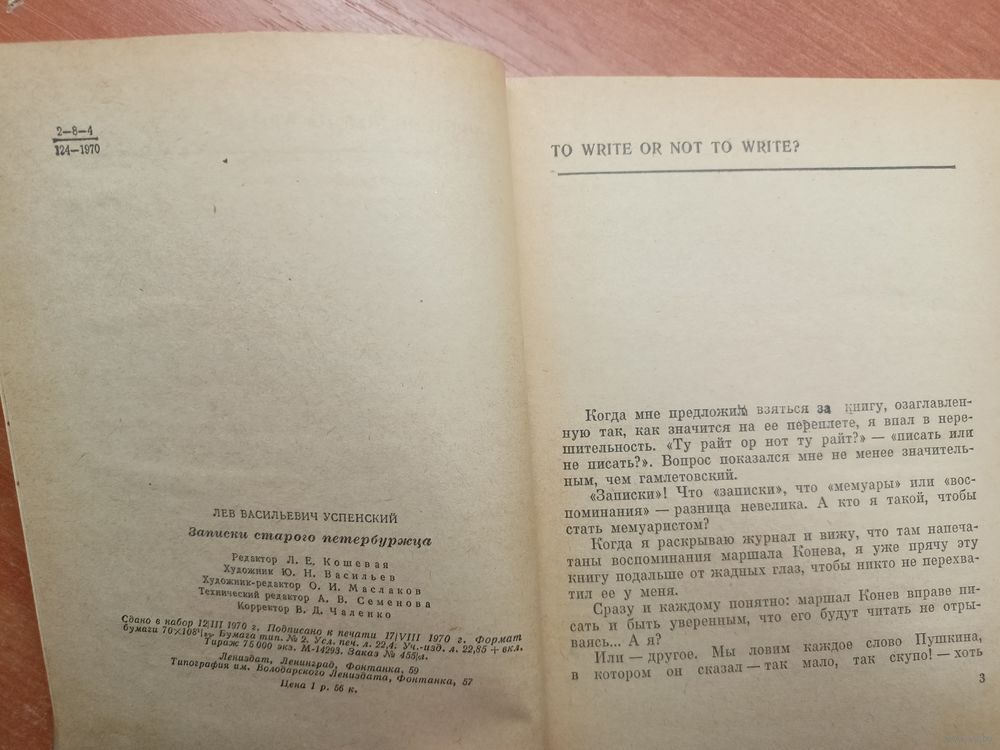 2—8—4
124—1970
ЛЕВ ВАСИЛЬЕВИЧ УСПЕНСКИЙ
Записки старого петербуржца
Редактор Л. Е. Кошевая
Художник Ю. Н. Васильев
Художник-редактор О. И. Маслаков
Технический редактор А. В. Семенова
Корректор В. Д. Чаленко
Сдано в набор 12|III 1970 г. Подписано к печати 17|VIII 1970 г. Формат
бумаги 70×108¹|₃₂. Бумага тип. № 2. Усл. печ. л. 22,4. Уч.-изд. л. 22,85 + вкл.
Тираж 75 000 экз. М-14293. Заказ № 455|л.
Лениздат, Ленинград, Фонтанка, 59
Типография им. Володарского Лениздата, Фонтанка, 57
Цена 1 р. 56 к.
TO WRITE OR NOT TO WRITE?
Когда мне предложили взяться за книгу, озаглавлен-
ную так, как значится на ее переплете, я впал в нере-
шительность. «Ту райт ор нот ту райт?» — «писать или
не писать?». Вопрос показался мне не менее значитель-
ным, чем гамлетовский.
«Записки»! Что «записки», что «мемуары» или «вос-
поминания» — разница невелика. А кто я такой, чтобы
стать мемуаристом?
Когда я раскрываю журнал и вижу, что там напеча-
таны воспоминания маршала Конева, я уже прячу эту
книгу подальше от жадных глаз, чтобы никто не перехва-
тил ее у меня.
Сразу и каждому понятно: маршал Конев вправе пи-
сать и быть уверенным, что его будут читать не отры-
ваясь... А я?
Или — другое. Мы ловим каждое слово Пушкина,
в котором он сказал — так мало, так скупо! — хоть
3